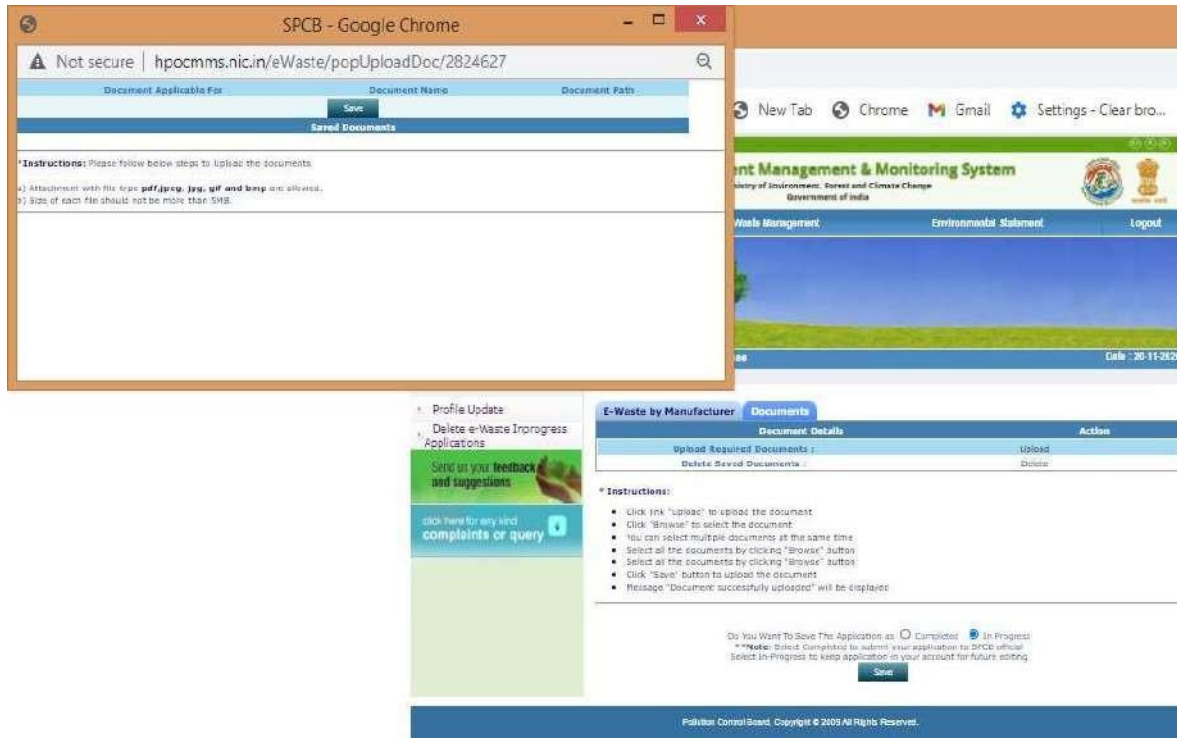 SPCB - Google Chrome
Not secure | hpocmms.nic.in/eWaste/popUploadDoc/2824627
Document Applicable For Document Name Document Path
Save
Saved Documents
*Instructions: Please follow below steps to Upload the documents.
a) Attachment with file type pdf,jpeg, jpg, gif and bmp are allowed.
b) Size of each file should not be more than 5MB.
New Tab Chrome Gmail Settings - Clear bro...
nt Management & Monitoring System
nistry of Environment, Forest and Climate Change
Government of India
Waste Management Environmental Statement Logout
Date : 20-11-202
Profile Update
Delete e-Waste Inprogress
Applications
Send us your feedback
and suggestions
click here for any kind
complaints or query
E-Waste by Manufacturer Documents
Document Details Action
Upload Required Documents : Upload
Delete Saved Documents : Delete
* Instructions:
Click link "Upload" to upload the document
Click "Browse" to select the document
You can select multiple documents at the same time
Select all the documents by clicking "Browse" button
Select all the documents by clicking "Browse" button
Click "Save" button to upload the document
Message "Document successfully uploaded" will be displayed
Do You Want To Save The Application as Completed In Progress
**Note: Select Completed to submit your application to SPCB official
Select In-Progress to keep application in your account for future editing
Save
Pollution Control Board, Copyright © 2009 All Rights Reserved.